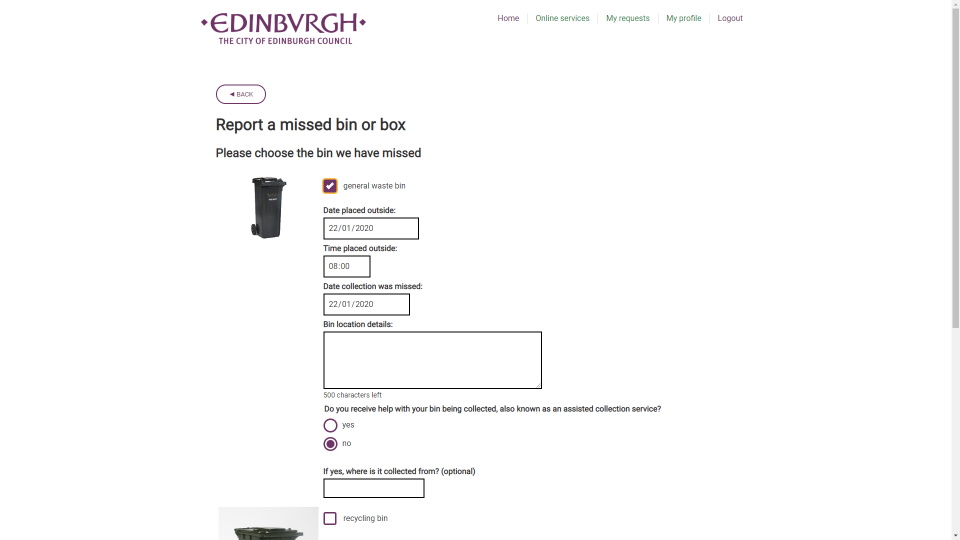 EDINBVRGH
THE CITY OF EDINBURGH COUNCIL
Home
Online services
My requests
My profile
Logout
◄ BACK
Report a missed bin or box
Please choose the bin we have missed
general waste bin
Date placed outside:
22/01/2020
Time placed outside:
08:00
Date collection was missed:
22/01/2020
Bin location details:
500 characters left
Do you receive help with your bin being collected, also known as an assisted collection service?
yes
no
If yes, where is it collected from? (optional)
recycling bin